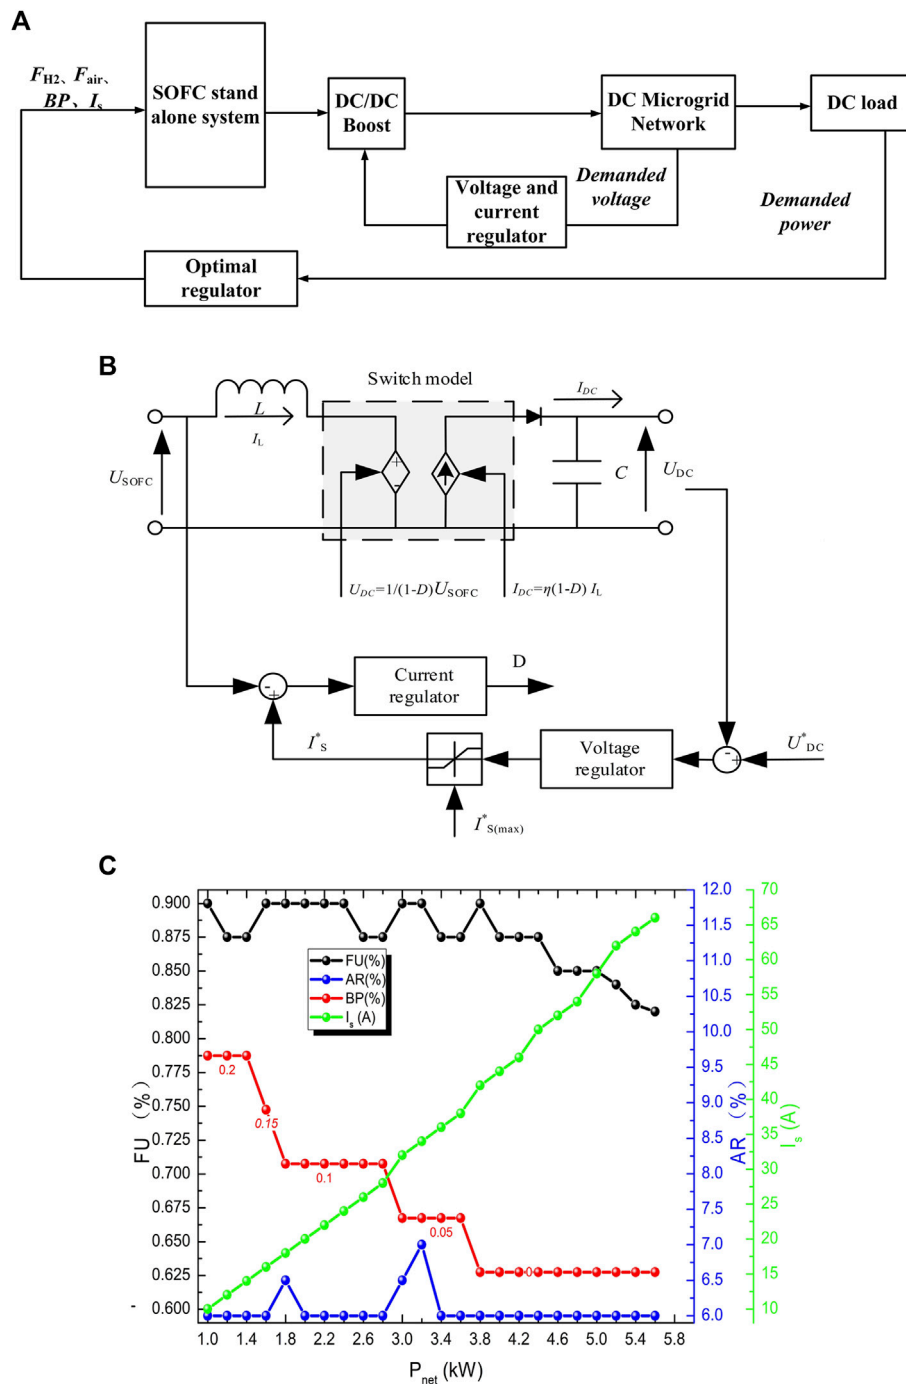 A
F_H2、F_air、
BP、I_s
SOFC stand
alone system
DC/DC
Boost
DC Microgrid
Network
DC load
Voltage and
current
regulator
Demanded
voltage
Demanded
power
Optimal
regulator
B
Switch model
L
I_L
I_DC
U_SOFC
+
-
C
U_DC
U_DC=1/(1-D)U_SOFC
I_DC=η(1-D) I_L
-
+
Current
regulator
D
I*_S
Voltage
regulator
-
+
U*_DC
I*_S(max)
C
FU (%)
0.900
0.875
0.850
0.825
0.800
0.775
0.750
0.725
0.700
0.675
0.650
0.625
0.600
-
FU(%)
AR(%)
BP(%)
I_s (A)
0.2
0.15
0.1
0.05
0
12.0
11.5
11.0
10.5
10.0
9.5
9.0
8.5
8.0
7.5
7.0
6.5
6.0
AR (%)
70
65
60
55
50
45
40
35
30
25
20
15
10
I_s (A)
1.0 1.4 1.8 2.2 2.6 3.0 3.4 3.8 4.2 4.6 5.0 5.4 5.8
P_net (kW)